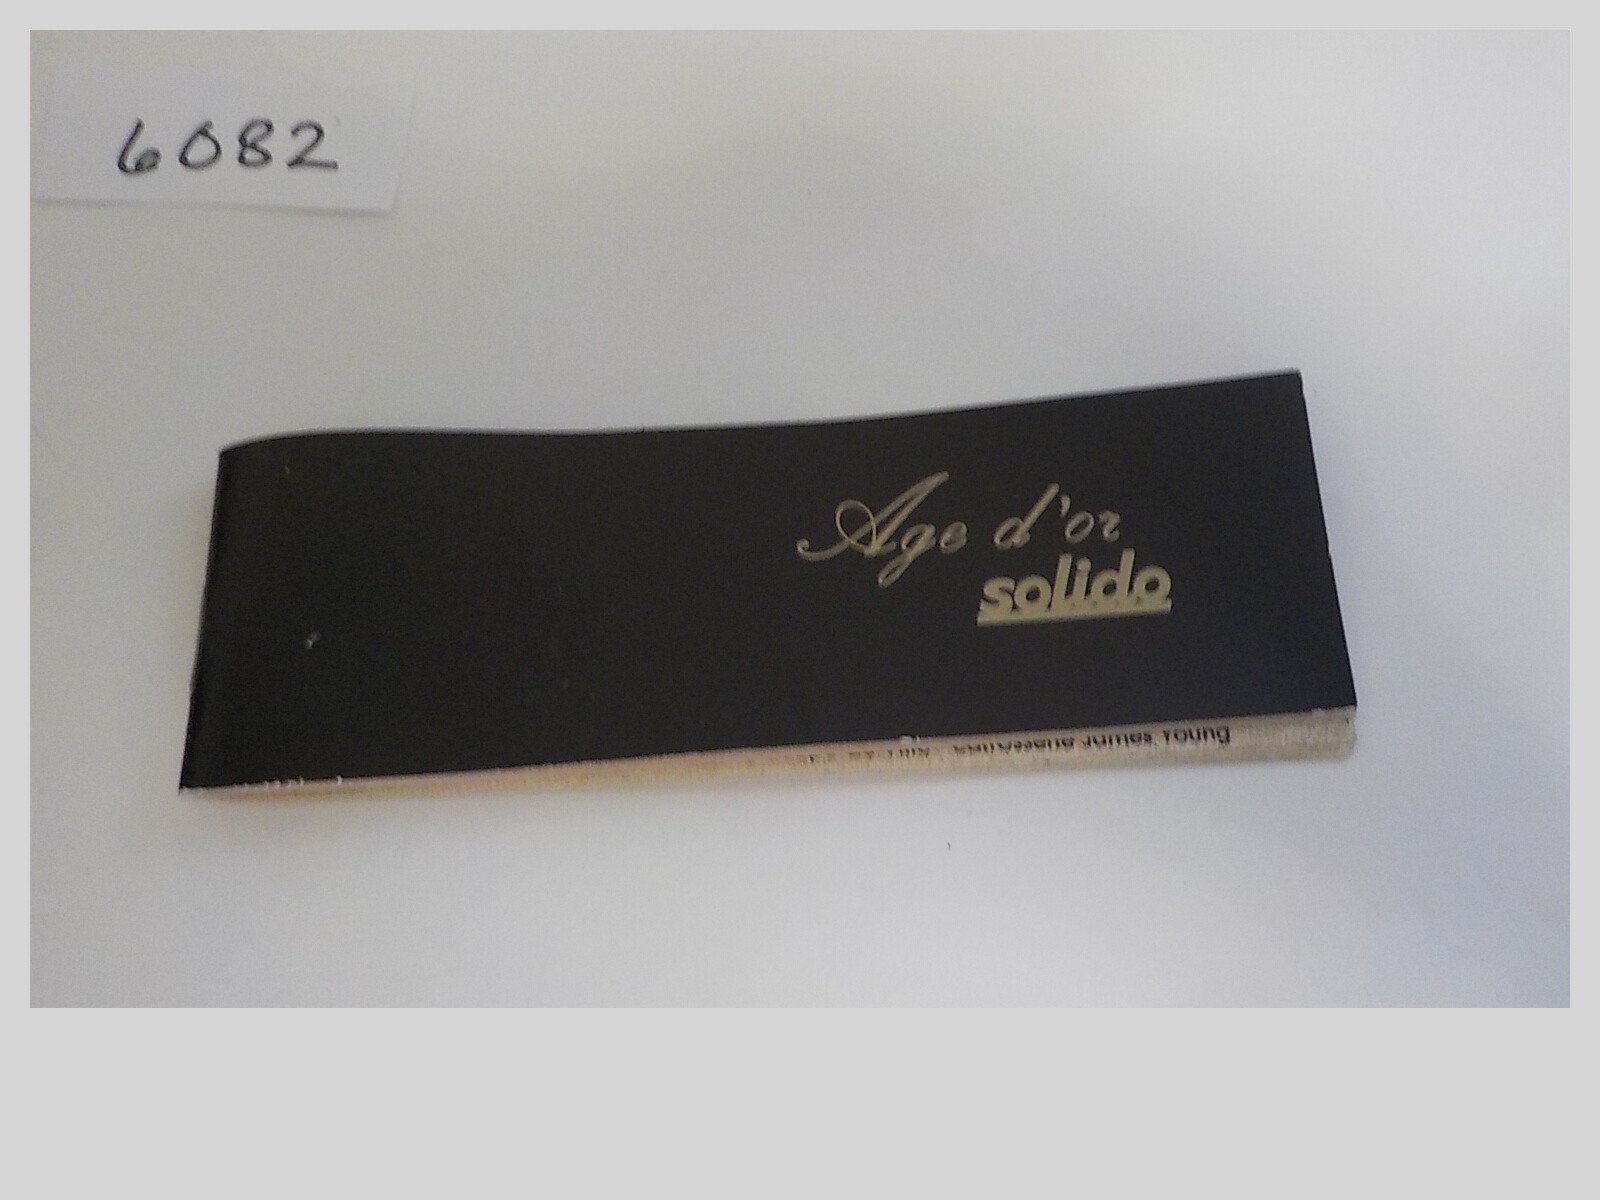 6082
Age d'or
solido
James Young